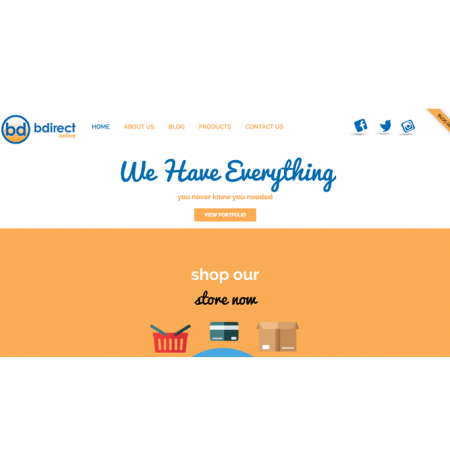 bd bdirect
online
HOME ABOUT US BLOG PRODUCTS CONTACT US
We Have Everything
you never knew you needed
VIEW PORTFOLIO
shop our
store now